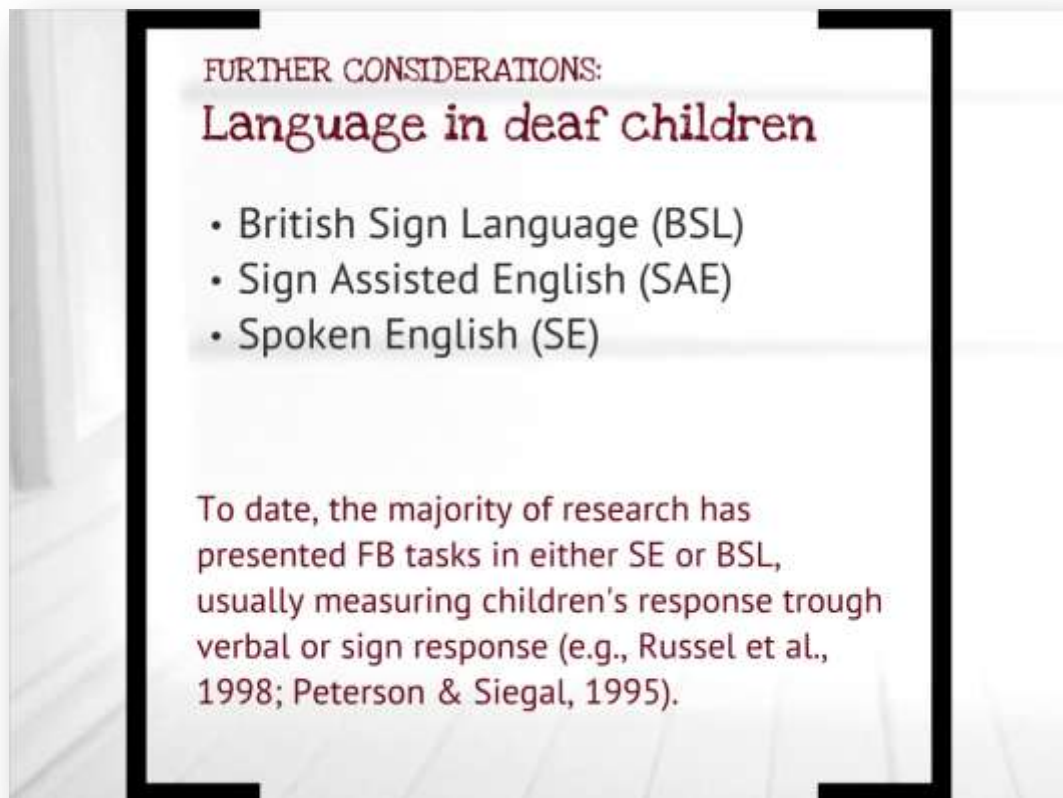 FURTHER CONSIDERATIONS:
Language in deaf children
• British Sign Language (BSL)
• Sign Assisted English (SAE)
• Spoken English (SE)
To date, the majority of research has
presented FB tasks in either SE or BSL,
usually measuring children's response trough
verbal or sign response (e.g., Russel et al.,
1998; Peterson & Siegal, 1995).